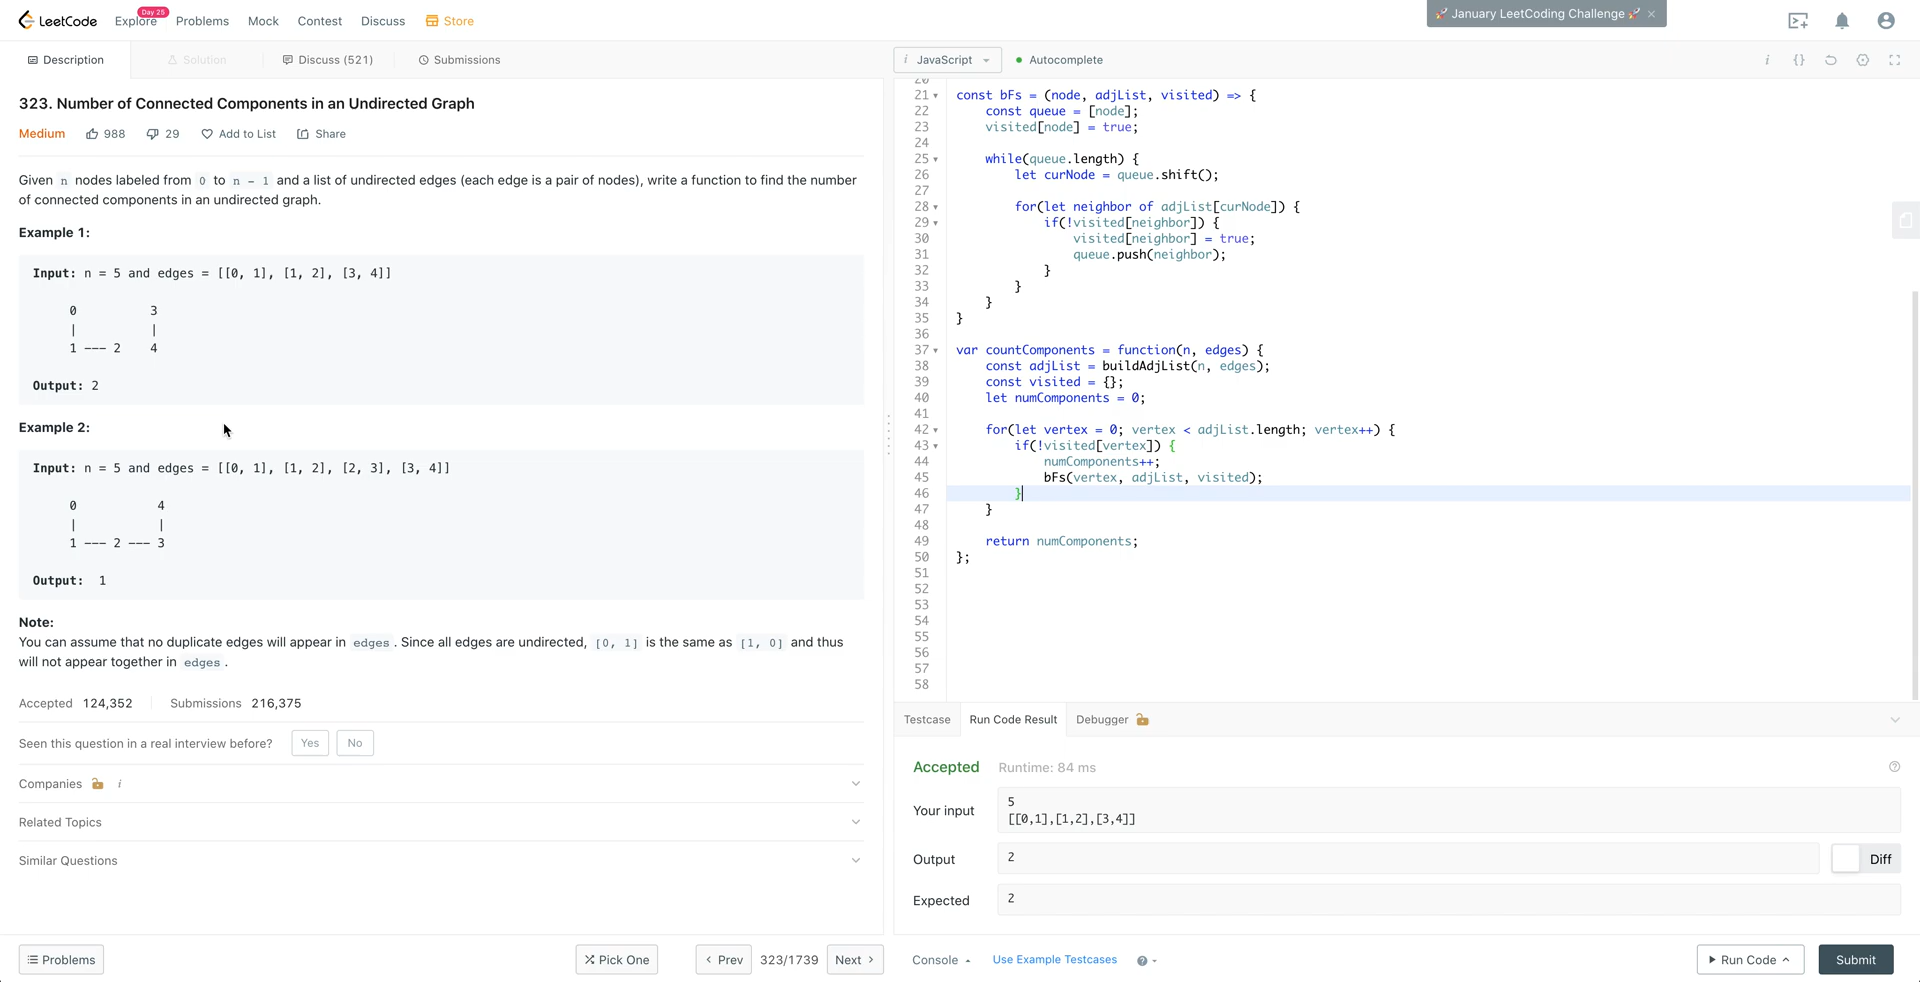 LeetCode
Explore
Day 25
Problems
Mock
Contest
Discuss
Store
🚀 January LeetCoding Challenge 🚀 ×
Description
Solution
Discuss (521)
Submissions
i JavaScript
Autocomplete
i {}
323. Number of Connected Components in an Undirected Graph
Medium 988 29 Add to List Share
Given n nodes labeled from 0 to n - 1 and a list of undirected edges (each edge is a pair of nodes), write a function to find the number
of connected components in an undirected graph.
Example 1:
Input: n = 5 and edges = [[0, 1], [1, 2], [3, 4]]
0          3
|          |
1 --- 2    4
Output: 2
Example 2:
Input: n = 5 and edges = [[0, 1], [1, 2], [2, 3], [3, 4]]
0           4
|           |
1 --- 2 --- 3
Output:  1
Note:
You can assume that no duplicate edges will appear in edges. Since all edges are undirected, [0, 1] is the same as [1, 0] and thus
will not appear together in edges.
Accepted 124,352 Submissions 216,375
Seen this question in a real interview before? Yes No
Companies i
Related Topics
Similar Questions
Problems
Pick One
< Prev
323/1739
Next >
20
21 const bFs = (node, adjList, visited) => {
22     const queue = [node];
23     visited[node] = true;
24
25     while(queue.length) {
26         let curNode = queue.shift();
27
28         for(let neighbor of adjList[curNode]) {
29             if(!visited[neighbor]) {
30                 visited[neighbor] = true;
31                 queue.push(neighbor);
32             }
33         }
34     }
35 }
36
37 var countComponents = function(n, edges) {
38     const adjList = buildAdjList(n, edges);
39     const visited = {};
40     let numComponents = 0;
41
42     for(let vertex = 0; vertex < adjList.length; vertex++) {
43         if(!visited[vertex]) {
44             numComponents++;
45             bFs(vertex, adjList, visited);
46         }
47     }
48
49     return numComponents;
50 };
51
52
53
54
55
56
57
58
Testcase
Run Code Result
Debugger
Accepted Runtime: 84 ms
Your input
5
[[0,1],[1,2],[3,4]]
Output
2
Diff
Expected
2
Console
Use Example Testcases
Run Code
Submit